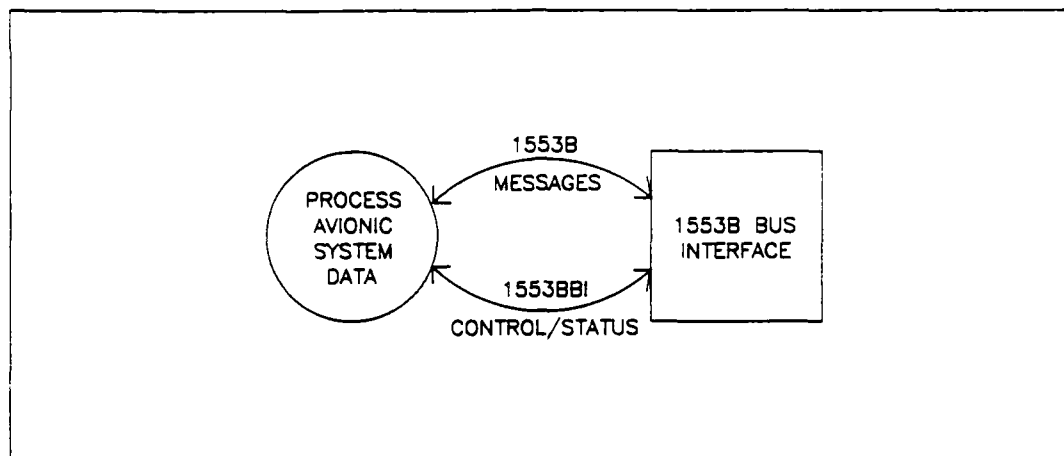 PROCESS
AVIONIC
SYSTEM
DATA
1553B
MESSAGES
1553BBI
CONTROL/STATUS
1553B BUS
INTERFACE